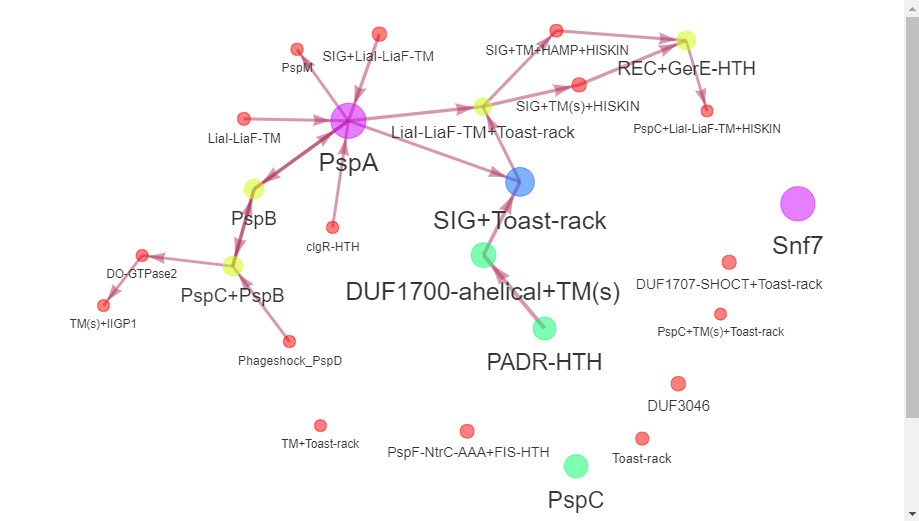 SIG+TM+HAMP+HISKIN
SIG+LiaI-LiaF-TM
PspM
REC+GerE-HTH
SIG+TM(s)+HISKIN
PspC+LiaI-LiaF-TM+HISKIN
LiaI-LiaF-TM
LiaI-LiaF-TM+Toast-rack
PspA
PspB
SIG+Toast-rack
cIgR-HTH
Snf7
DO-GTPase2
PspC+PspB
DUF1700-ahelical+TM(s)
DUF1707-SHOCT+Toast-rack
TM(s)+IIGP1
PspC+TM(s)+Toast-rack
Phageshock_PspD
PADR-HTH
DUF3046
TM+Toast-rack
PspF-NtrC-AAA+FIS-HTH
Toast-rack
PspC